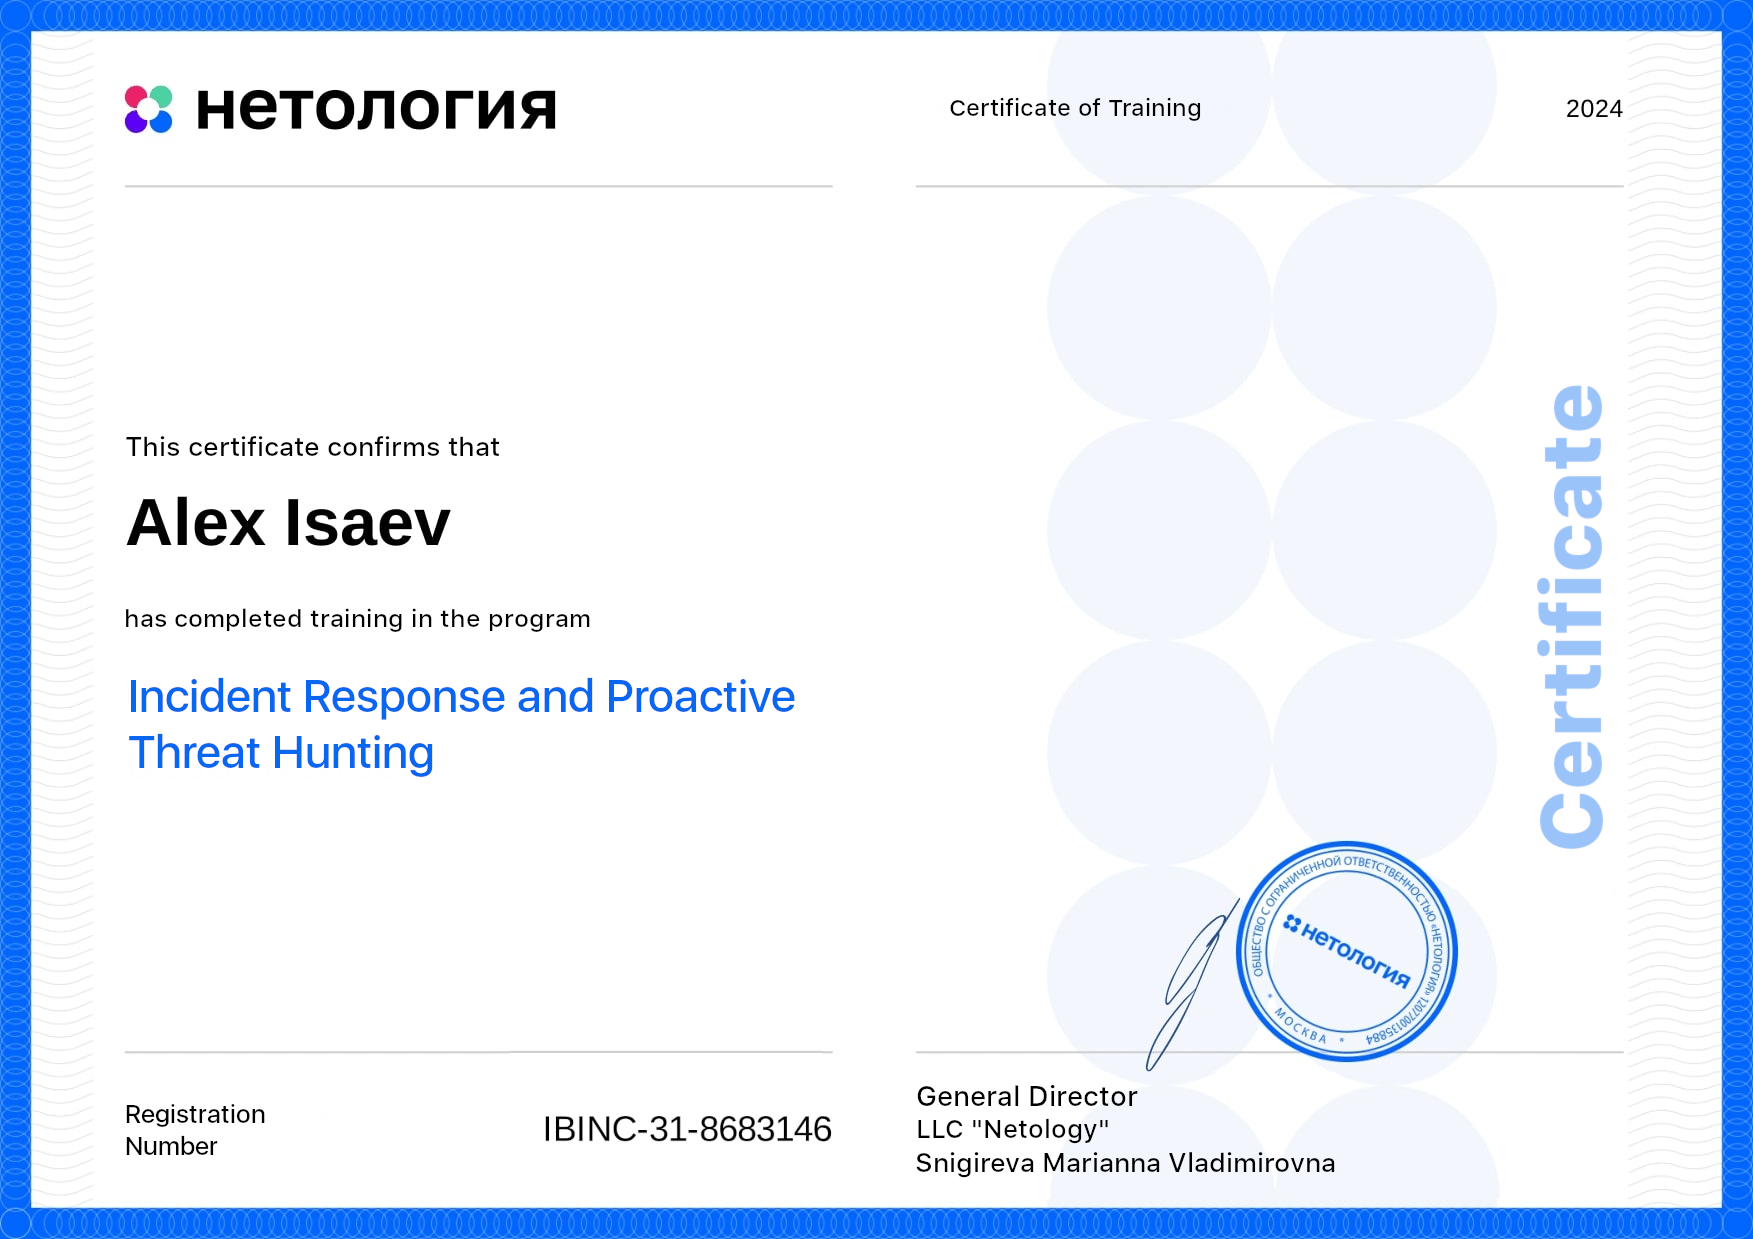 нетология
Certificate of Training
2024
This certificate confirms that
Alex Isaev
has completed training in the program
Incident Response and Proactive
Threat Hunting
Certificate
ОБЩЕСТВО С ОГРАНИЧЕННОЙ ОТВЕТСТВЕННОСТЬЮ «НЕТОЛОГИЯ» 1207700135884
* МОСКВА *
нетология
Registration
Number
IBINC-31-8683146
General Director
LLC "Netology"
Snigireva Marianna Vladimirovna